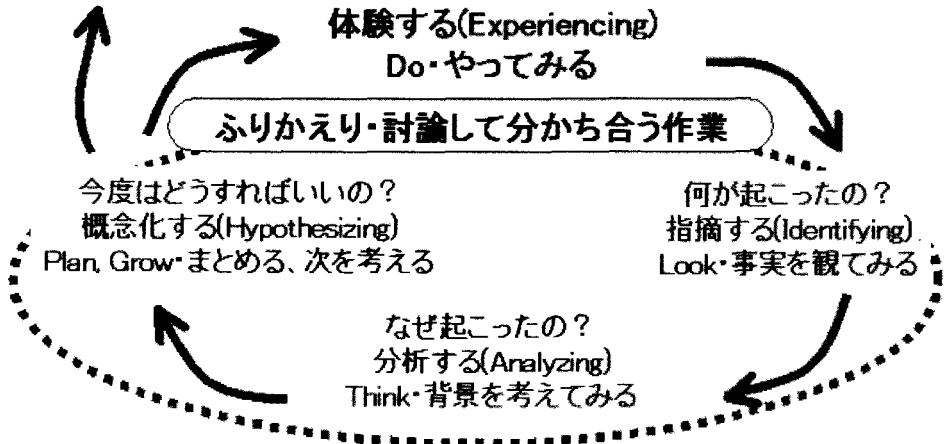 体験する(Experiencing)
Do・やってみる
ふりかえり・討論して分かち合う作業
何が起こったの？
指摘する(Identifying)
Look・事実を観てみる
なぜ起こったの？
分析する(Analyzing)
Think・背景を考えてみる
今度はどうすればいいの？
概念化する(Hypothesizing)
Plan, Grow・まとめる、次を考える